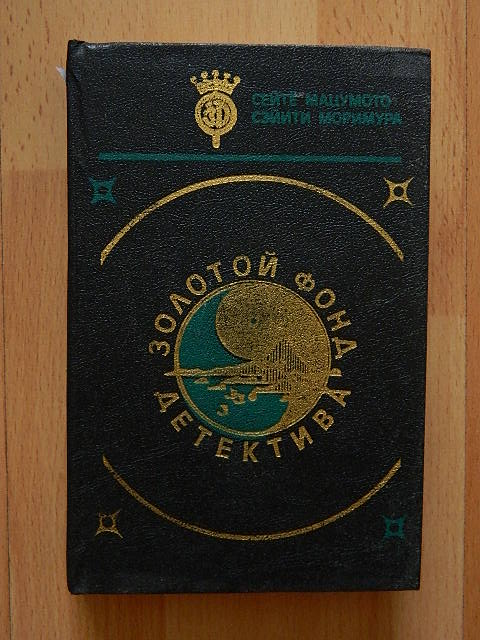 СЕЙТЕ МАЦУМОТО
СЭЙИТИ МОРИМУРА
ЗОЛОТОЙ ФОНД
ДЕТЕКТИВА